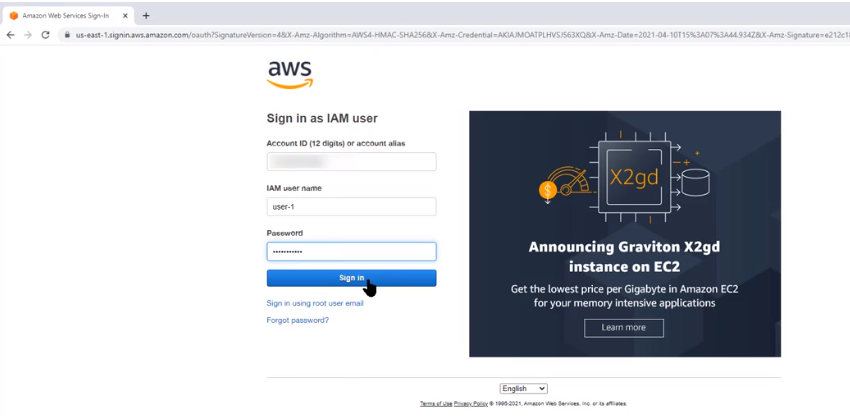 Amazon Web Services Sign-In
us-east-1.signin.aws.amazon.com/oauth?SignatureVersion=4&X-Amz-Algorithm=AWS4-HMAC-SHA256&X-Amz-Credential=AKIAJMOATPLHVSJ563XQ&X-Amz-Date=2021-04-10T15%3A07%3A44.934Z&X-Amz-Signature=e212c1
aws
Sign in as IAM user
Account ID (12 digits) or account alias
IAM user name
user-1
Password
Sign in
Sign in using root user email
Forgot password?
X2gd
Announcing Graviton X2gd
instance on EC2
Get the lowest price per Gigabyte in Amazon EC2
for your memory intensive applications
Learn more
English
Terms of Use Privacy Policy © 1996-2021, Amazon Web Services, Inc. or its affiliates.